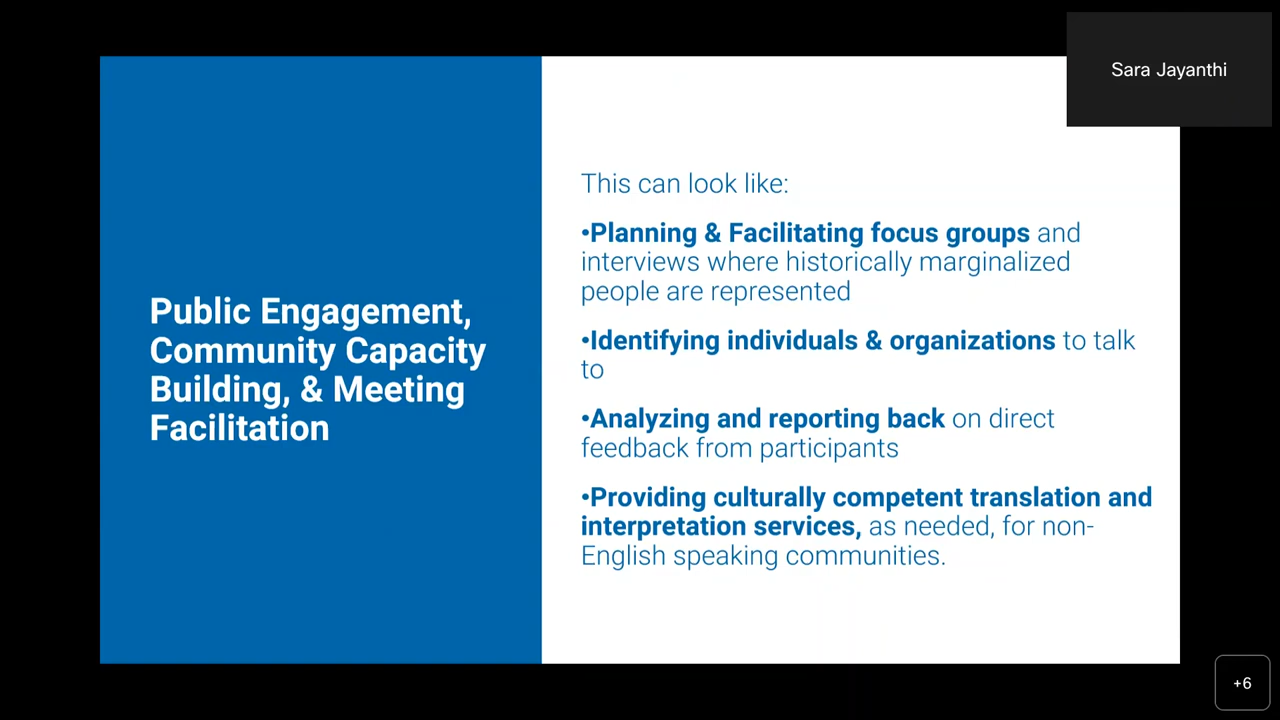 Sara Jayanthi
Public Engagement,
Community Capacity
Building, & Meeting
Facilitation
This can look like:
•Planning & Facilitating focus groups and
interviews where historically marginalized
people are represented
•Identifying individuals & organizations to talk
to
•Analyzing and reporting back on direct
feedback from participants
•Providing culturally competent translation and
interpretation services, as needed, for non-
English speaking communities.
+6